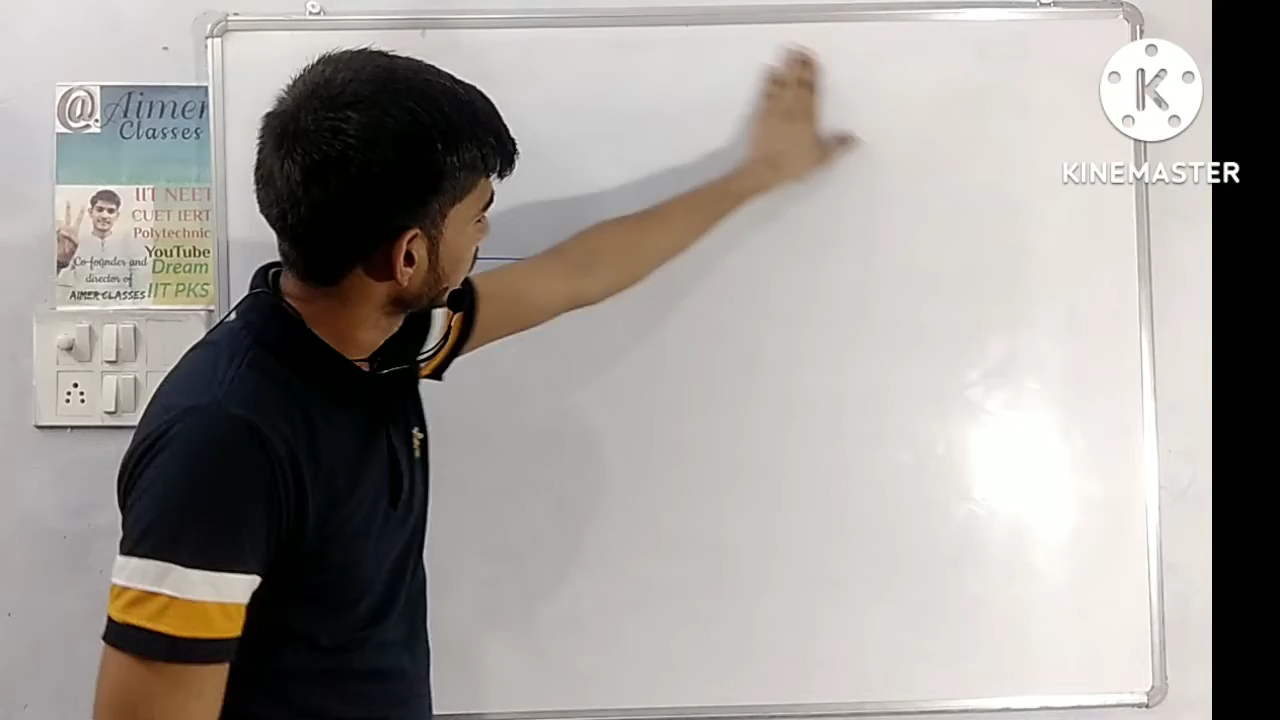 @Aimer
Classes
IIT NEET
CUET IERT
Polytechnic
YouTube
Dream
IIT PKS
Co-founder and
director of
AIMER CLASSES
K
KINEMASTER